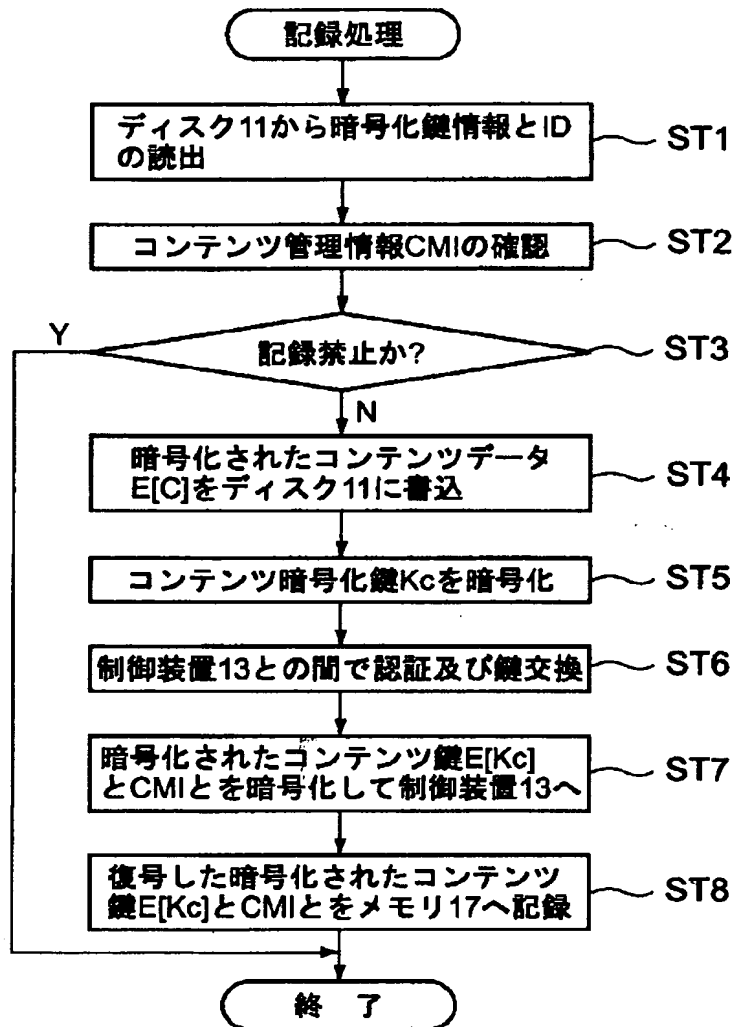 記録処理
ディスク11から暗号化鍵情報とID
の読出
ST1
コンテンツ管理情報CMIの確認
ST2
Y
記録禁止か?
ST3
N
暗号化されたコンテンツデータ
E[C]をディスク11に書込
ST4
コンテンツ暗号化鍵Kcを暗号化
ST5
制御装置13との間で認証及び鍵交換
ST6
暗号化されたコンテンツ鍵E[Kc]
とCMIとを暗号化して制御装置13へ
ST7
復号した暗号化されたコンテンツ
鍵E[Kc]とCMIとをメモリ17へ記録
ST8
終 了